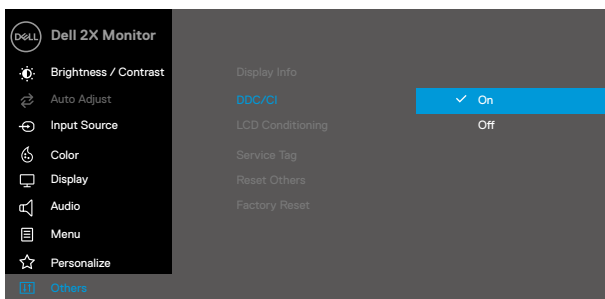 DELL Dell 2X Monitor
Brightness / Contrast
Display Info
Auto Adjust
DDC/CI
On
Input Source
LCD Conditioning
Off
Color
Service Tag
Display
Reset Others
Audio
Factory Reset
Menu
Personalize
Others